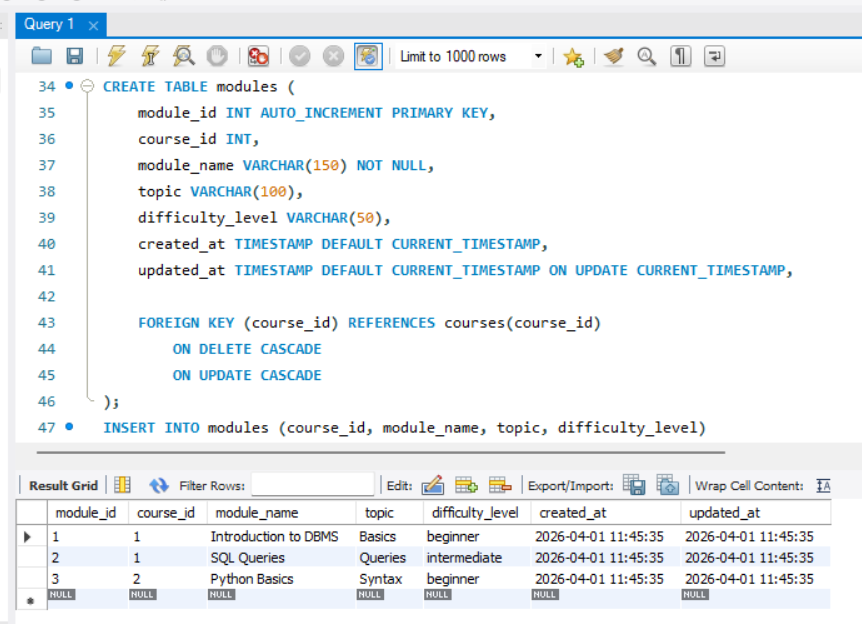 Query 1
Limit to 1000 rows
34 CREATE TABLE modules (
35 module_id INT AUTO_INCREMENT PRIMARY KEY,
36 course_id INT,
37 module_name VARCHAR(150) NOT NULL,
38 topic VARCHAR(100),
39 difficulty_level VARCHAR(50),
40 created_at TIMESTAMP DEFAULT CURRENT_TIMESTAMP,
41 updated_at TIMESTAMP DEFAULT CURRENT_TIMESTAMP ON UPDATE CURRENT_TIMESTAMP,
42
43 FOREIGN KEY (course_id) REFERENCES courses(course_id)
44 ON DELETE CASCADE
45 ON UPDATE CASCADE
46 );
47 INSERT INTO modules (course_id, module_name, topic, difficulty_level)
Result Grid Filter Rows: Edit: Export/Import: Wrap Cell Content: IA
module_id course_id module_name topic difficulty_level created_at updated_at
1 1 Introduction to DBMS Basics beginner 2026-04-01 11:45:35 2026-04-01 11:45:35
2 1 SQL Queries Queries intermediate 2026-04-01 11:45:35 2026-04-01 11:45:35
3 2 Python Basics Syntax beginner 2026-04-01 11:45:35 2026-04-01 11:45:35
NULL NULL NULL NULL NULL NULL NULL